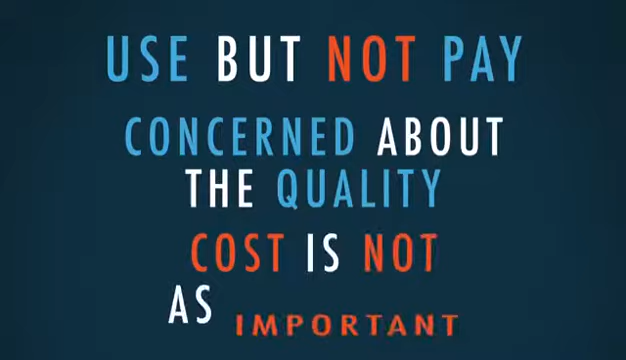 USE BUT NOT PAY
CONCERNED ABOUT
THE QUALITY
COST IS NOT
AS IMPORTANT